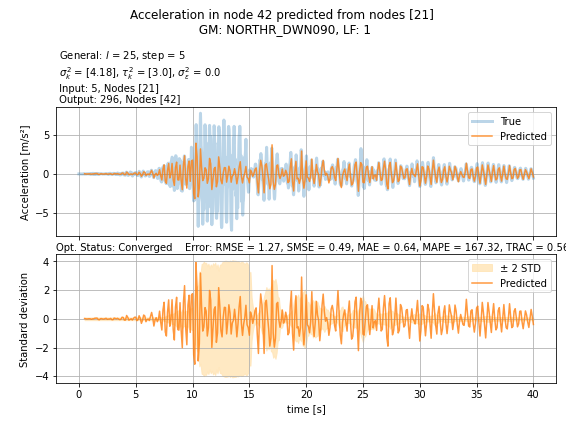 Acceleration in node 42 predicted from nodes [21]
GM: NORTHR_DWN090, LF: 1
General: l = 25, step = 5
σ²ₖ = [4.18], τ²ₖ = [3.0], σ²ε = 0.0
Input: 5, Nodes [21]
Output: 296, Nodes [42]
Acceleration [m/s²]
5
0
−5
True
Predicted
Opt. Status: Converged Error: RMSE = 1.27, SMSE = 0.49, MAE = 0.64, MAPE = 167.32, TRAC = 0.56
Standard deviation
4
2
0
−2
−4
± 2 STD
Predicted
0 5 10 15 20 25 30 35 40
time [s]